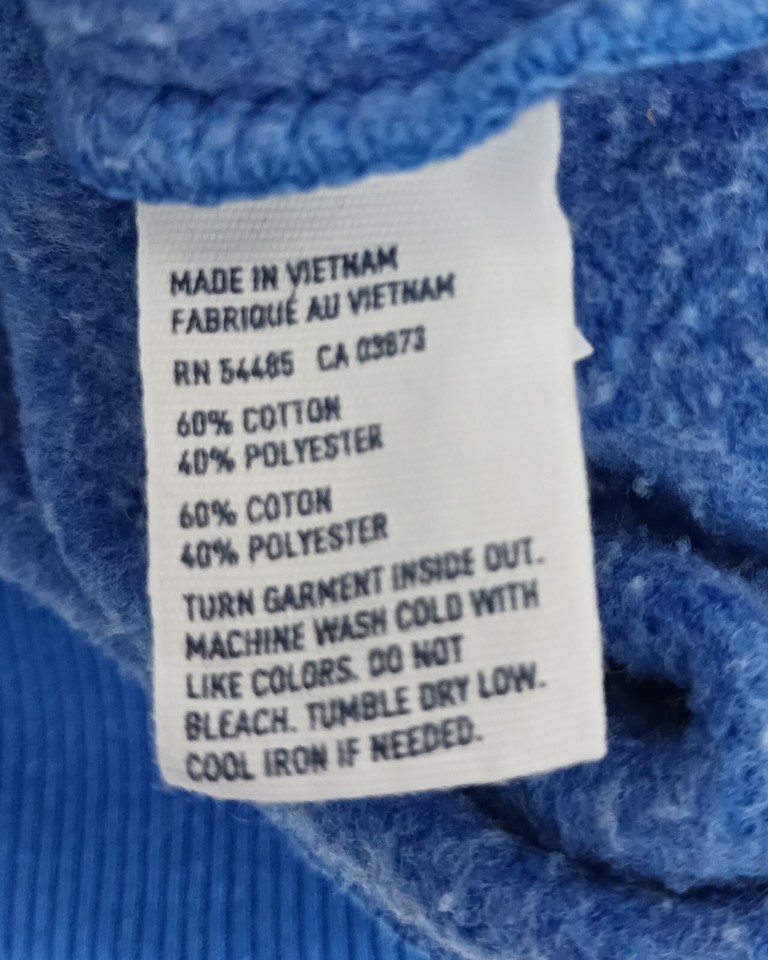 MADE IN VIETNAM
FABRIQUÉ AU VIETNAM
RN 54485 CA 03673
60% COTTON
40% POLYESTER
60% COTON
40% POLYESTER
TURN GARMENT INSIDE OUT.
MACHINE WASH COLD WITH
LIKE COLORS. DO NOT
BLEACH. TUMBLE DRY LOW.
COOL IRON IF NEEDED.